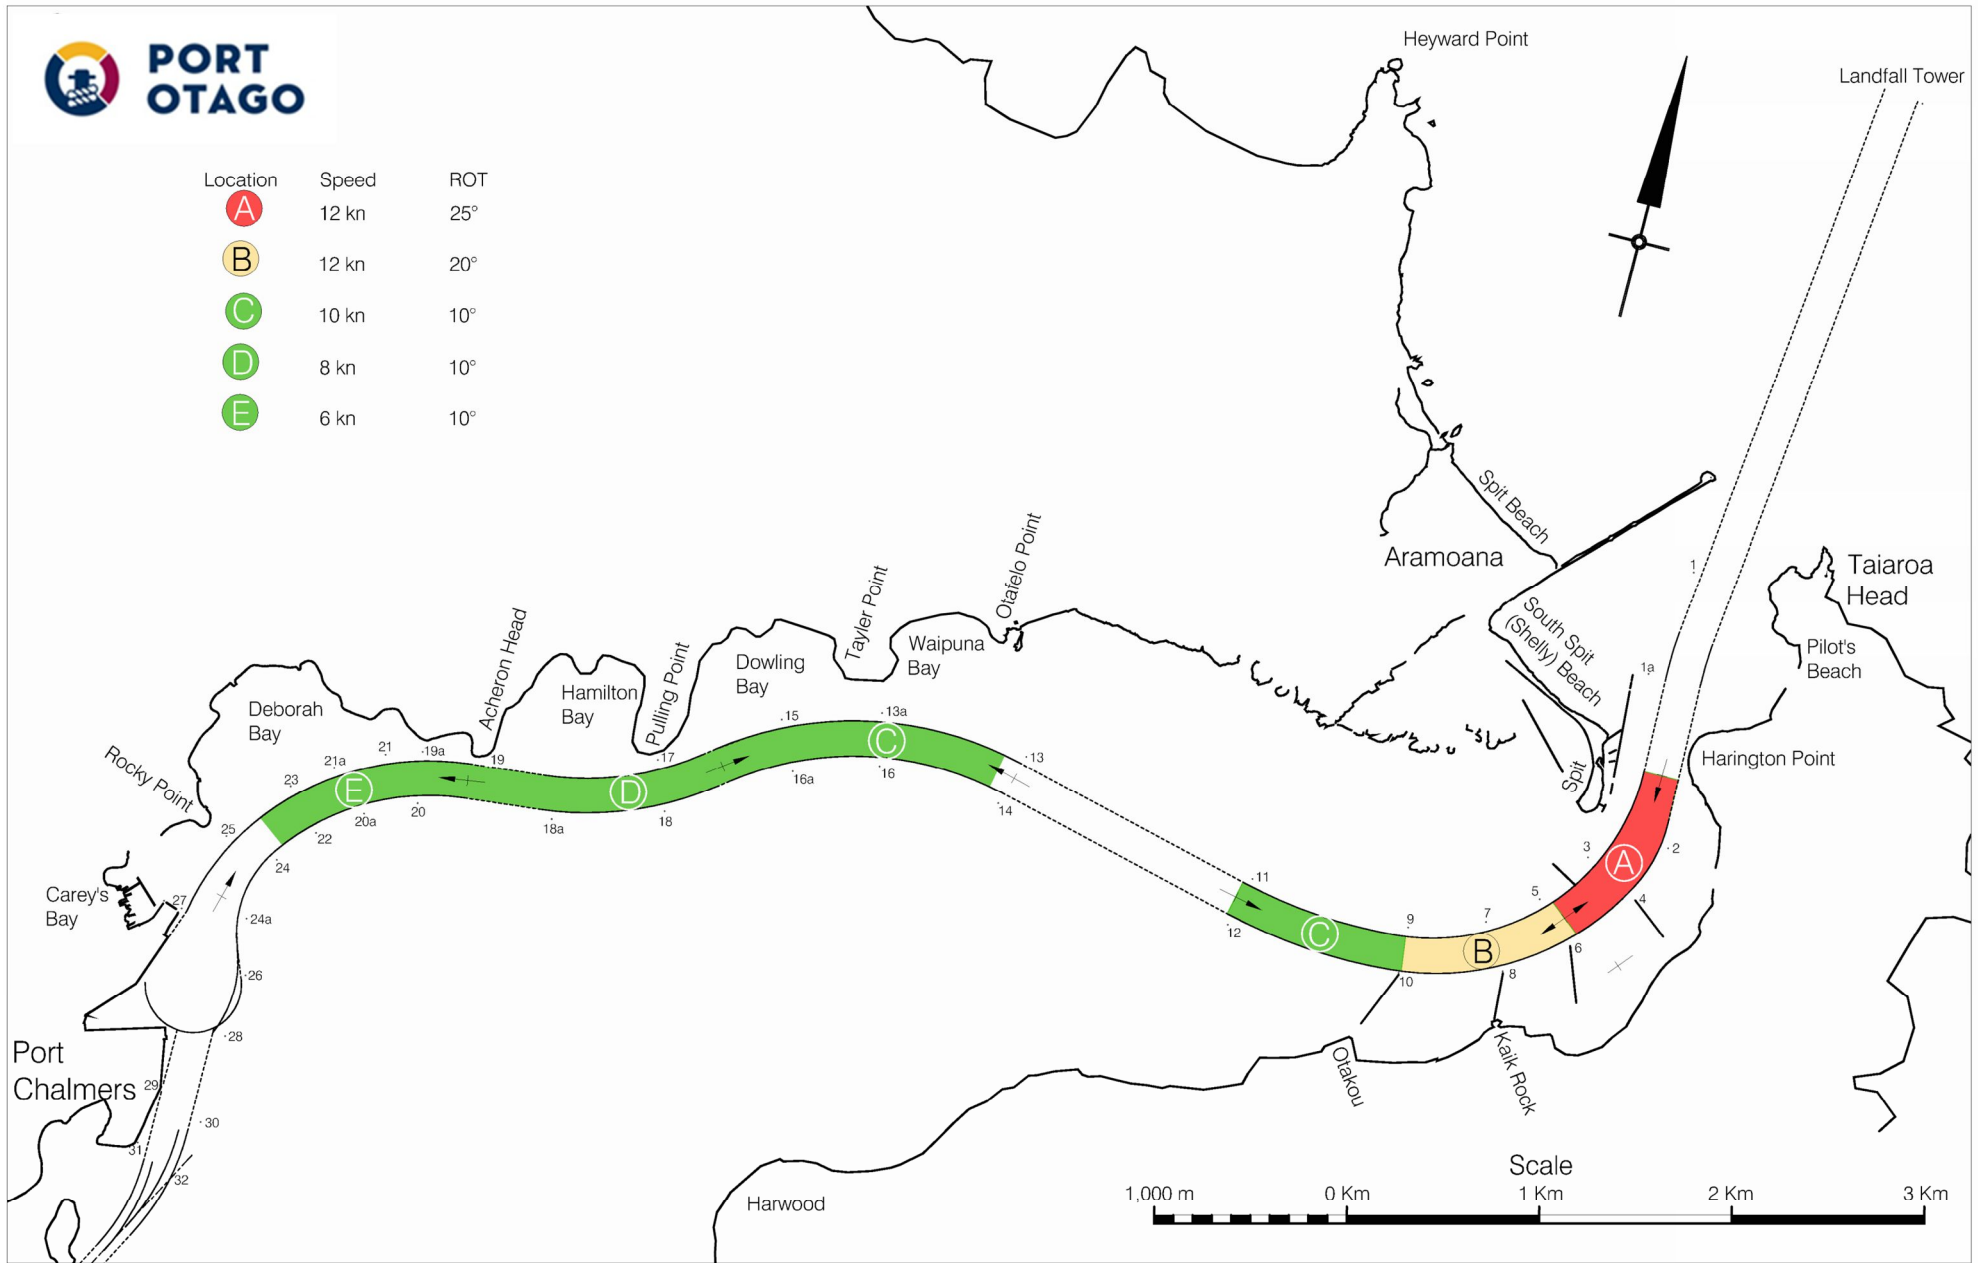 PORT
OTAGO
Location Speed ROT
A 12 kn 25°
B 12 kn 20°
C 10 kn 10°
D 8 kn 10°
E 6 kn 10°
Heyward Point
Landfall Tower
Spit Beach
Aramoana
Taiaroa
Head
1
South Spit
(Shelly) Beach
Pilot's
Beach
1a
Harington Point
Spit
Otafelo Point
Tayler Point
Waipuna
Bay
Dowling
Bay
Pulling Point
Hamilton
Bay
Acheron Head
Deborah
Bay
Rocky Point
Carey's
Bay
Port
Chalmers
15
13a
C
13
17
16a
16
14
19
19a
21
21a
23
E
D
20
20a
22
18a
18
25
24
27
24a
26
28
29
30
31
32
11
12
C
9
10
7
B
8
5
6
3
A
2
4
Otakou
Kaik Rock
Harwood
Scale
1,000 m 0 Km 1 Km 2 Km 3 Km